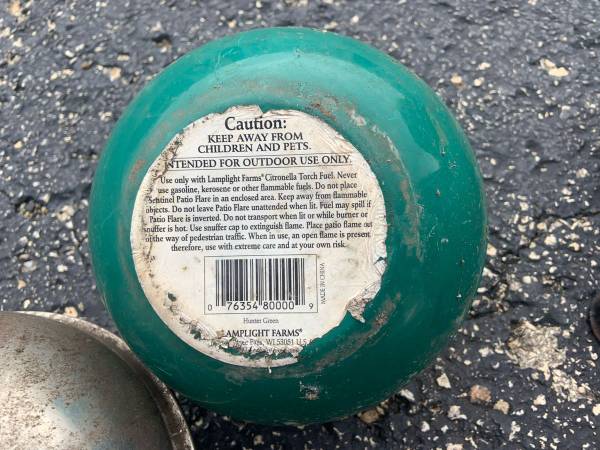 Caution:
KEEP AWAY FROM
CHILDREN AND PETS.
INTENDED FOR OUTDOOR USE ONLY.
Use only with Lamplight Farms® Citronella Torch Fuel. Never
use gasoline, kerosene or other flammable fuels. Do not place
Sentinel Patio Flare in an enclosed area. Keep away from flammable
objects. Do not leave Patio Flare unattended when lit. Fuel may spill if
Patio Flare is inverted. Do not transport when lit or while burner or
snuffer is hot. Use snuffer cap to extinguish flame. Place patio flame out
of the way of pedestrian traffic. When in use, an open flame is present
therefore, use with extreme care and at your own risk.
0 76354 80000 9
MADE IN CHINA
Hunter Green
LAMPLIGHT FARMS®
WI 53051 U.S.